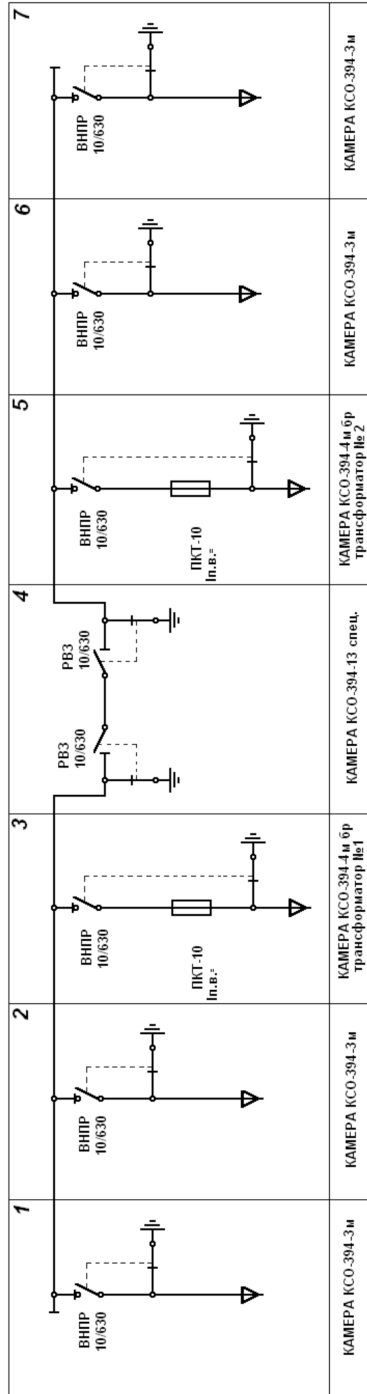 1
ВНПР
10/630
КАМЕРА КСО-394-3м
2
ВНПР
10/630
КАМЕРА КСО-394-3м
3
ВНПР
10/630
ПКТ-10
Iп.в.=
КАМЕРА КСО-394-4м бр
трансформатор №1
4
РВЗ
10/630
РВЗ
10/630
КАМЕРА КСО-394-13 спец.
5
ВНПР
10/630
ПКТ-10
Iп.в.=
КАМЕРА КСО-394-4м бр
трансформатор № 2
6
ВНПР
10/630
КАМЕРА КСО-394-3м
7
ВНПР
10/630
КАМЕРА КСО-394-3м